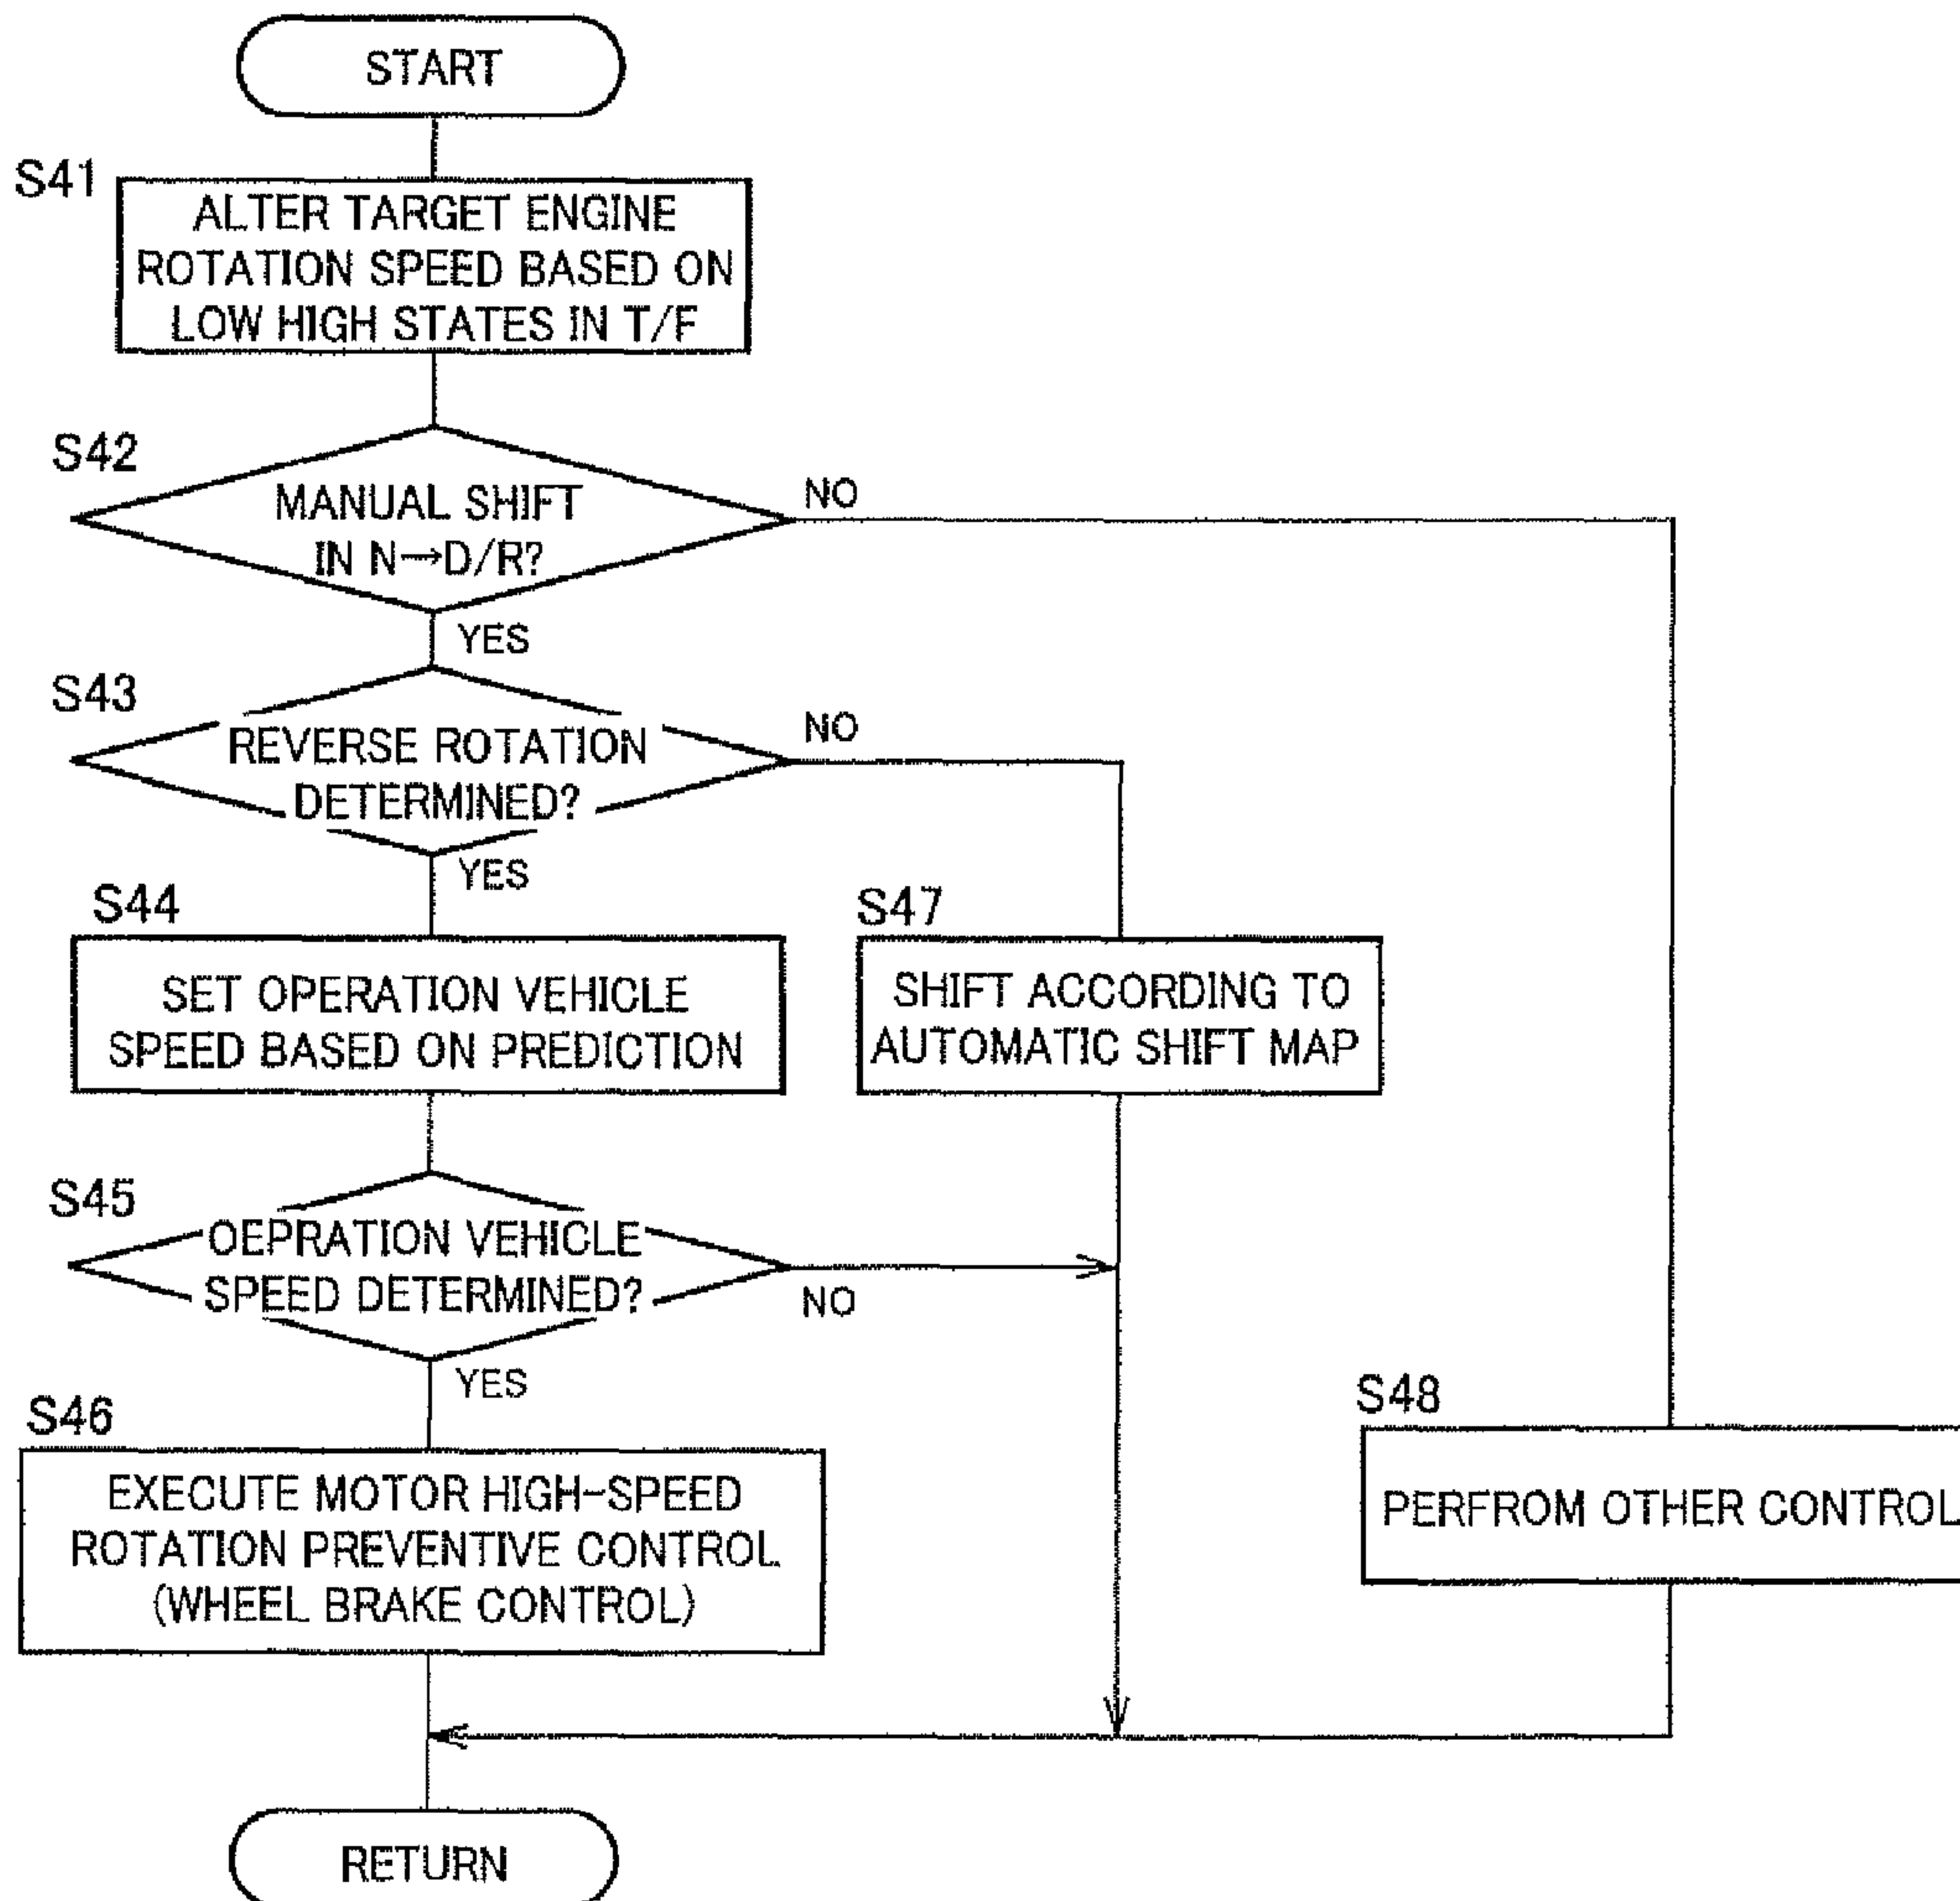 START
S41
ALTER TARGET ENGINE
ROTATION SPEED BASED ON
LOW HIGH STATES IN T/F
S42
MANUAL SHIFT
IN N→D/R?
NO
YES
S43
REVERSE ROTATION
DETERMINED?
NO
YES
S44
SET OPERATION VEHICLE
SPEED BASED ON PREDICTION
S47
SHIFT ACCORDING TO
AUTOMATIC SHIFT MAP
S45
OEPRATION VEHICLE
SPEED DETERMINED?
NO
YES
S46
EXECUTE MOTOR HIGH-SPEED
ROTATION PREVENTIVE CONTROL
(WHEEL BRAKE CONTROL)
S48
PERFROM OTHER CONTROL
RETURN